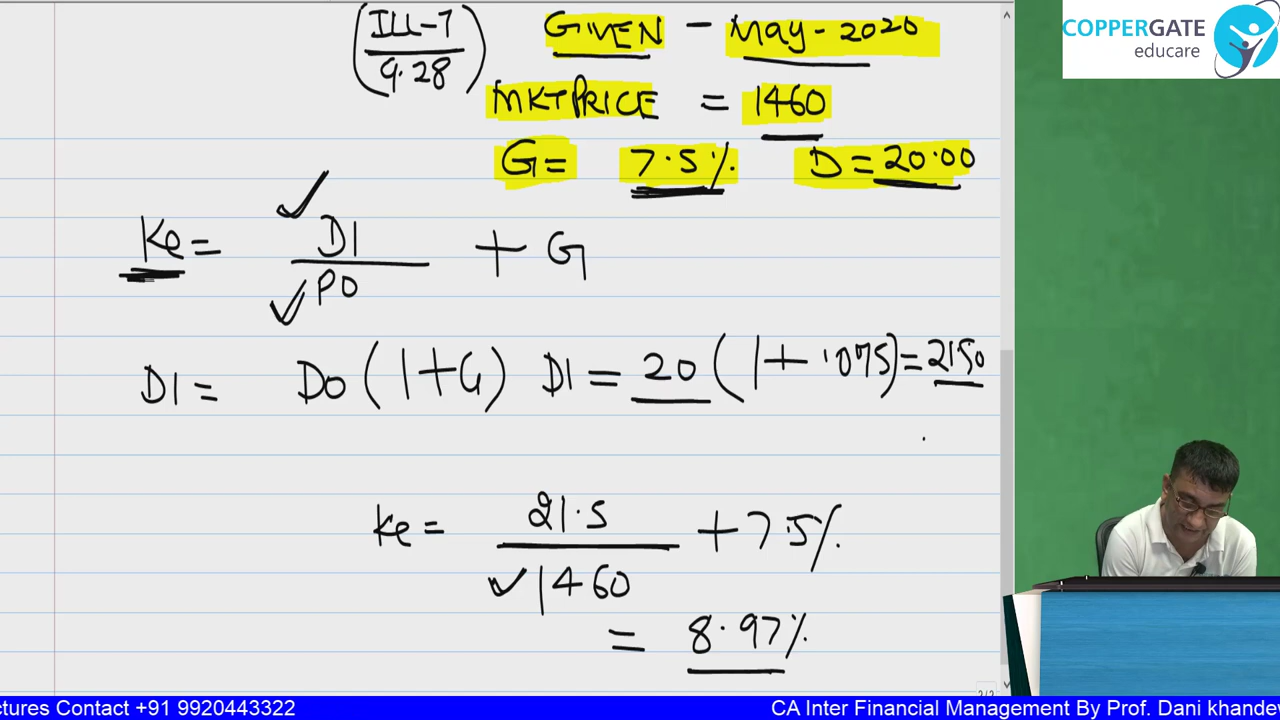 ILL-7 GIVEN - May-2020
9.28
MKT PRICE = 1460
G= 7.5% D=20.00
Ke= D1 + G
P0
D1= D0 (1+G) D1 = 20 (1+.075)=21.50
Ke= 21.5 + 7.5%
1460
= 8.97%
COPPERGATE
educare
ctures Contact +91 9920443322 CA Inter Financial Management By Prof. Dani khandev